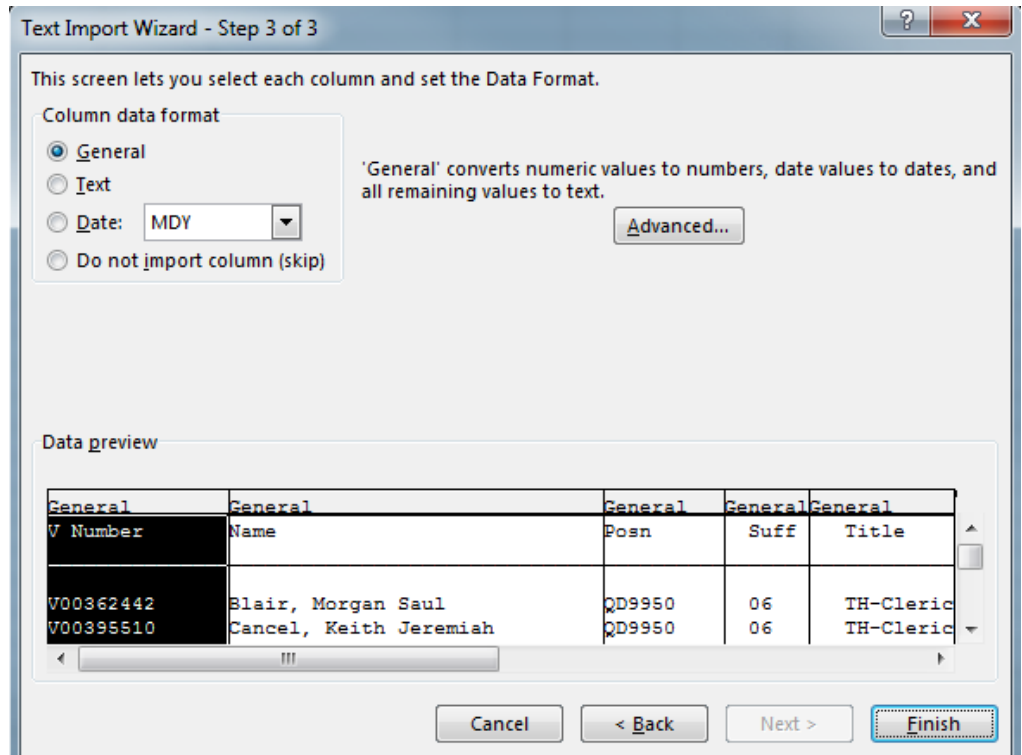 Text Import Wizard - Step 3 of 3
?
x
This screen lets you select each column and set the Data Format.
Column data format
General
Text
Date: MDY
Do not import column (skip)
'General' converts numeric values to numbers, date values to dates, and
all remaining values to text.
Advanced...
Data preview
General General General General General
V Number Name Posn Suff Title
V00362442 Blair, Morgan Saul QD9950 06 TH-Cleric
V00395510 Cancel, Keith Jeremiah QD9950 06 TH-Cleric
Cancel < Back Next > Finish